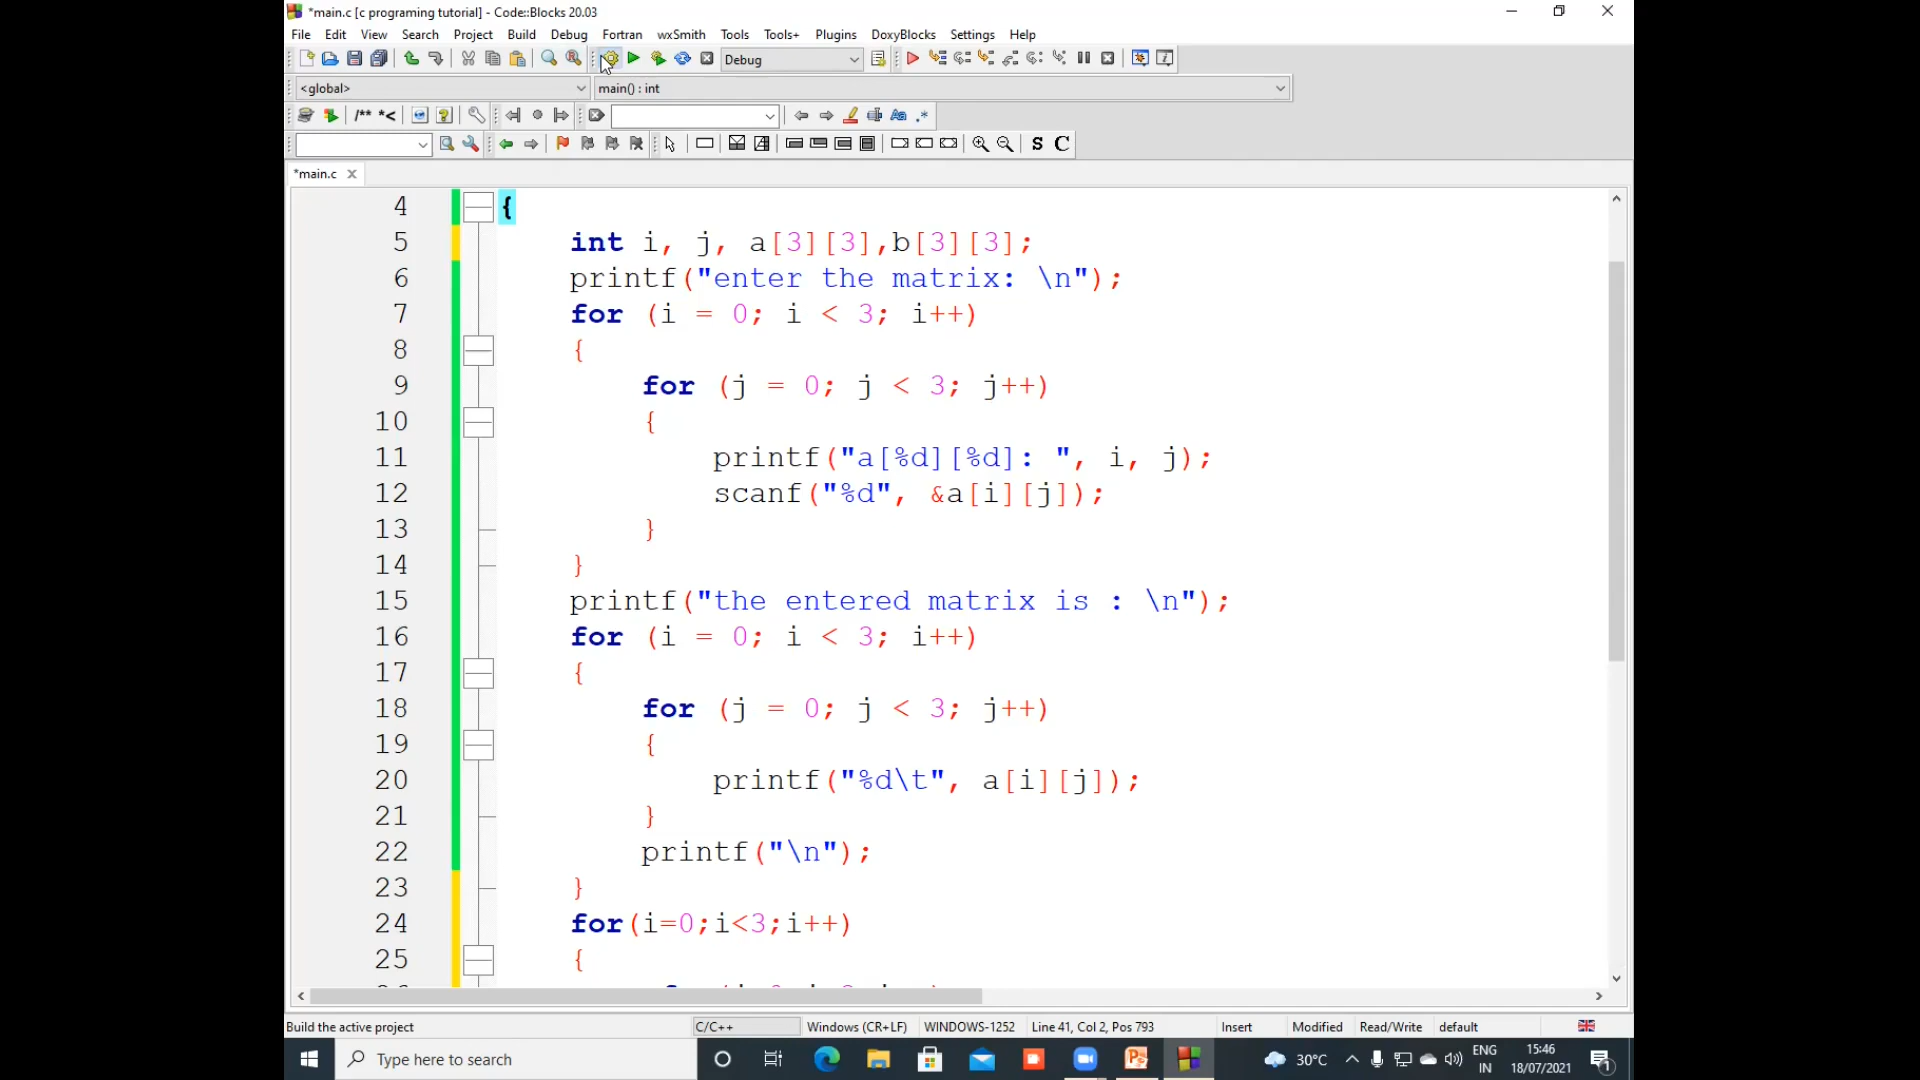 *main.c [c programing tutorial] - Code::Blocks 20.03
File Edit View Search Project Build Debug Fortran wxSmith Tools Tools+ Plugins DoxyBlocks Settings Help
Debug
<global> main() : int
/** *<
S C
*main.c
4 {
5 int i, j, a[3][3],b[3][3];
6 printf("enter the matrix: \n");
7 for (i = 0; i < 3; i++)
8 {
9 for (j = 0; j < 3; j++)
10 {
11 printf("a[%d][%d]: ", i, j);
12 scanf("%d", &a[i][j]);
13 }
14 }
15 printf("the entered matrix is : \n");
16 for (i = 0; i < 3; i++)
17 {
18 for (j = 0; j < 3; j++)
19 {
20 printf("%d\t", a[i][j]);
21 }
22 printf("\n");
23 }
24 for(i=0;i<3;i++)
25 {
Build the active project C/C++ Windows (CR+LF) WINDOWS-1252 Line 41, Col 2, Pos 793 Insert Modified Read/Write default
Type here to search 30°C ENG IN 15:46 18/07/2021 1